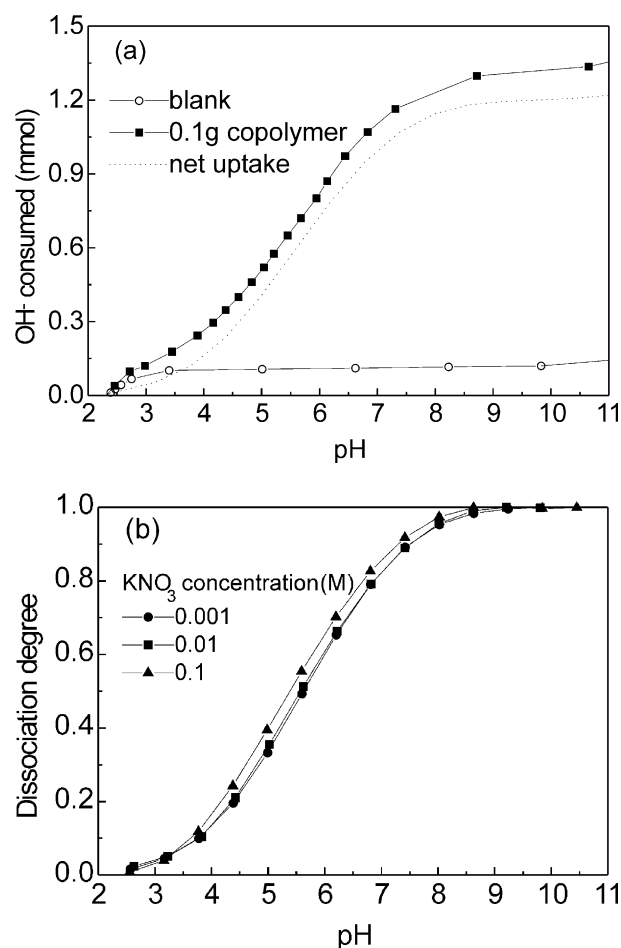 (a)
blank
0.1g copolymer
net uptake
OH- consumed (mmol)
1.5
1.2
0.9
0.6
0.3
0.0
2 3 4 5 6 7 8 9 10 11
pH
(b)
KNO3 concentration(M)
0.001
0.01
0.1
Dissociation degree
1.0
0.8
0.6
0.4
0.2
0.0
2 3 4 5 6 7 8 9 10 11
pH